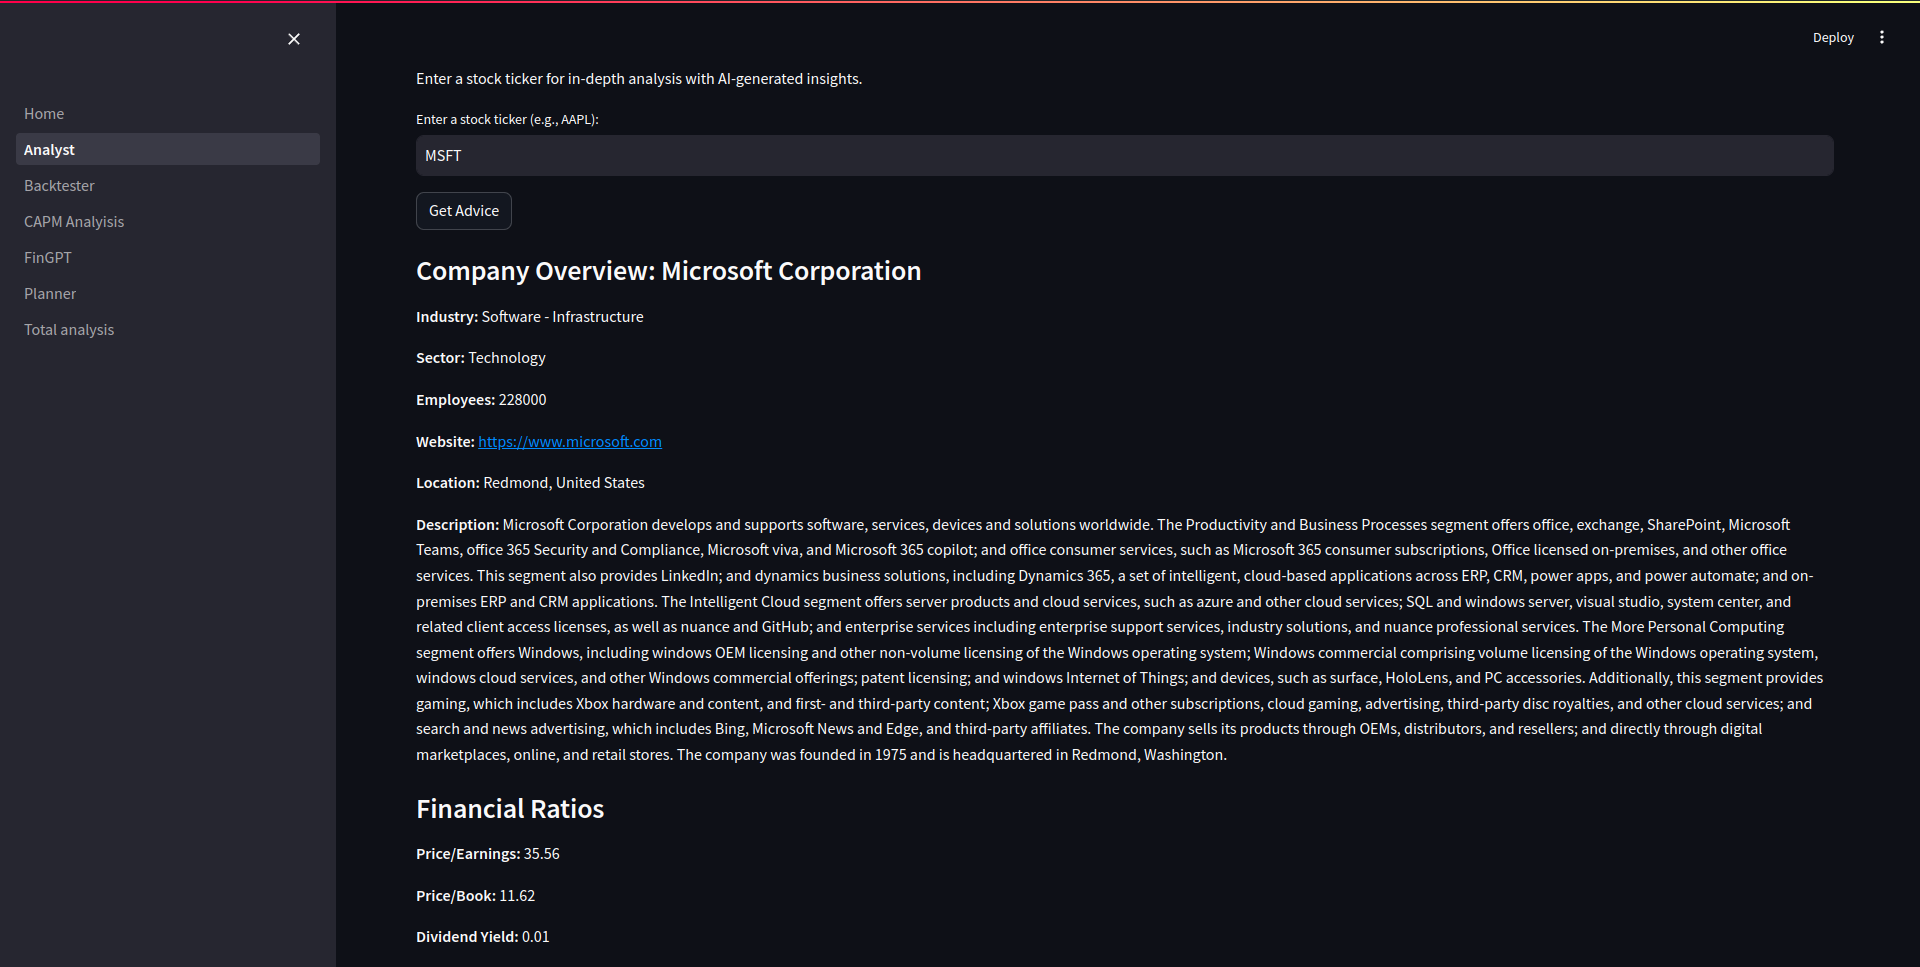 Deploy
Home
Analyst
Backtester
CAPM Analyisis
FinGPT
Planner
Total analysis
Enter a stock ticker for in-depth analysis with AI-generated insights.
Enter a stock ticker (e.g., AAPL):
MSFT
Get Advice
Company Overview: Microsoft Corporation
Industry: Software - Infrastructure
Sector: Technology
Employees: 228000
Website: https://www.microsoft.com
Location: Redmond, United States
Description: Microsoft Corporation develops and supports software, services, devices and solutions worldwide. The Productivity and Business Processes segment offers office, exchange, SharePoint, Microsoft
Teams, office 365 Security and Compliance, Microsoft viva, and Microsoft 365 copilot; and office consumer services, such as Microsoft 365 consumer subscriptions, Office licensed on-premises, and other office
services. This segment also provides LinkedIn; and dynamics business solutions, including Dynamics 365, a set of intelligent, cloud-based applications across ERP, CRM, power apps, and power automate; and on-
premises ERP and CRM applications. The Intelligent Cloud segment offers server products and cloud services, such as azure and other cloud services; SQL and windows server, visual studio, system center, and
related client access licenses, as well as nuance and GitHub; and enterprise services including enterprise support services, industry solutions, and nuance professional services. The More Personal Computing
segment offers Windows, including windows OEM licensing and other non-volume licensing of the Windows operating system; Windows commercial comprising volume licensing of the Windows operating system,
windows cloud services, and other Windows commercial offerings; patent licensing; and windows Internet of Things; and devices, such as surface, HoloLens, and PC accessories. Additionally, this segment provides
gaming, which includes Xbox hardware and content, and first- and third-party content; Xbox game pass and other subscriptions, cloud gaming, advertising, third-party disc royalties, and other cloud services; and
search and news advertising, which includes Bing, Microsoft News and Edge, and third-party affiliates. The company sells its products through OEMs, distributors, and resellers; and directly through digital
marketplaces, online, and retail stores. The company was founded in 1975 and is headquartered in Redmond, Washington.
Financial Ratios
Price/Earnings: 35.56
Price/Book: 11.62
Dividend Yield: 0.01